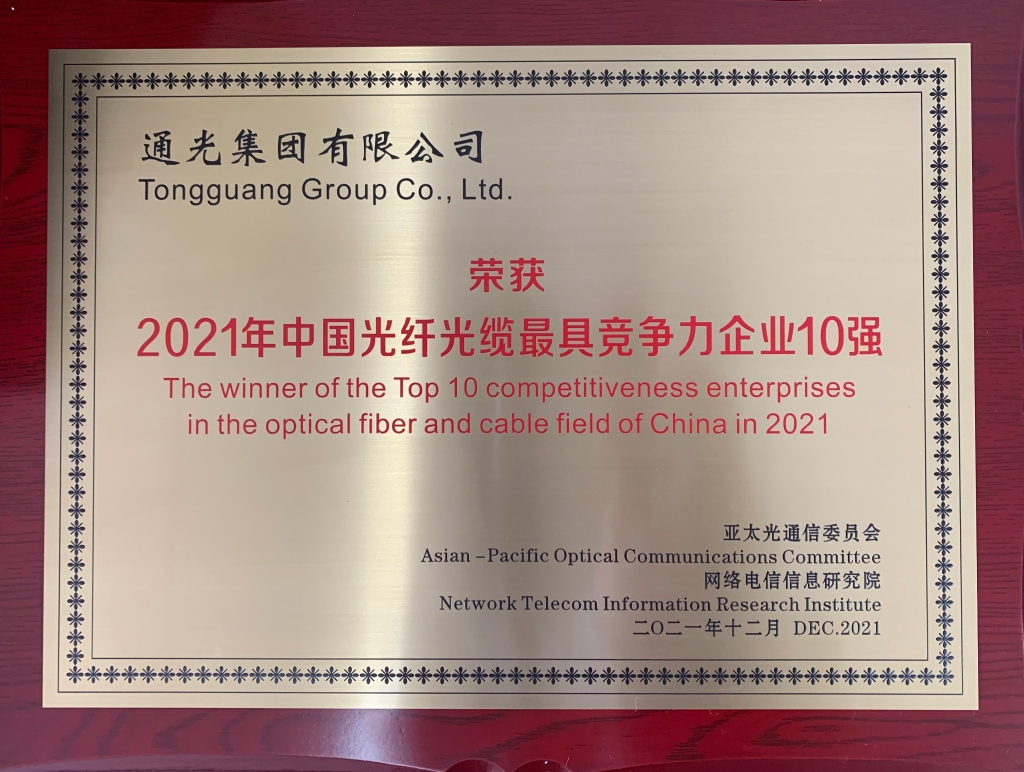 通光集团有限公司
Tongguang Group Co., Ltd.
荣获
2021年中国光纤光缆最具竞争力企业10强
The winner of the Top 10 competitiveness enterprises
in the optical fiber and cable field of China in 2021
亚太光通信委员会
Asian -Pacific Optical Communications Committee
网络电信信息研究院
Network Telecom Information Research Institute
二〇二一年十二月 DEC.2021